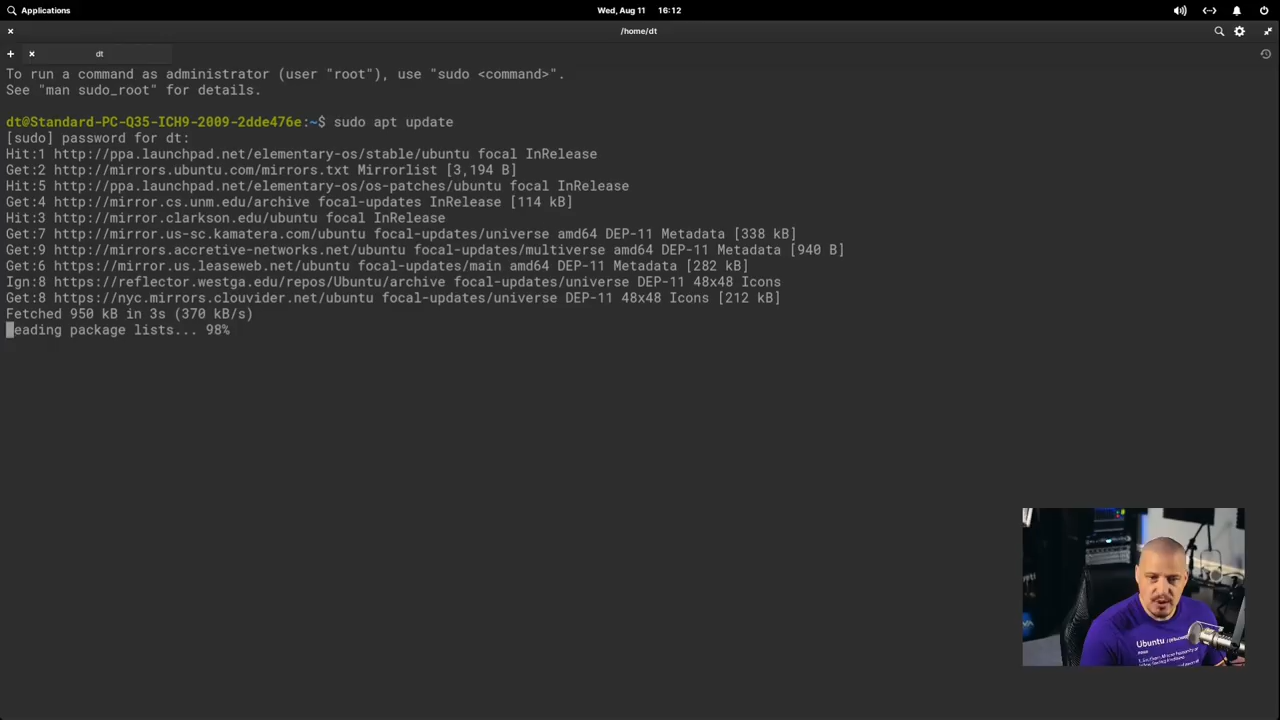 Applications
Wed, Aug 11 16:12
/home/dt
dt
To run a command as administrator (user "root"), use "sudo <command>".
See "man sudo_root" for details.
dt@Standard-PC-Q35-ICH9-2009-2dde476e:~$ sudo apt update
[sudo] password for dt:
Hit:1 http://ppa.launchpad.net/elementary-os/stable/ubuntu focal InRelease
Get:2 http://mirrors.ubuntu.com/mirrors.txt Mirrorlist [3,194 B]
Hit:5 http://ppa.launchpad.net/elementary-os/os-patches/ubuntu focal InRelease
Get:4 http://mirror.cs.unm.edu/archive focal-updates InRelease [114 kB]
Hit:3 http://mirror.clarkson.edu/ubuntu focal InRelease
Get:7 http://mirror.us-sc.kamatera.com/ubuntu focal-updates/universe amd64 DEP-11 Metadata [338 kB]
Get:9 http://mirrors.accretive-networks.net/ubuntu focal-updates/multiverse amd64 DEP-11 Metadata [940 B]
Get:6 https://mirror.us.leaseweb.net/ubuntu focal-updates/main amd64 DEP-11 Metadata [282 kB]
Ign:8 https://reflector.westga.edu/repos/Ubuntu/archive focal-updates/universe DEP-11 48x48 Icons
Get:8 https://nyc.mirrors.clouvider.net/ubuntu focal-updates/universe DEP-11 48x48 Icons [212 kB]
Fetched 950 kB in 3s (370 kB/s)
eading package lists... 98%
Ubuntu